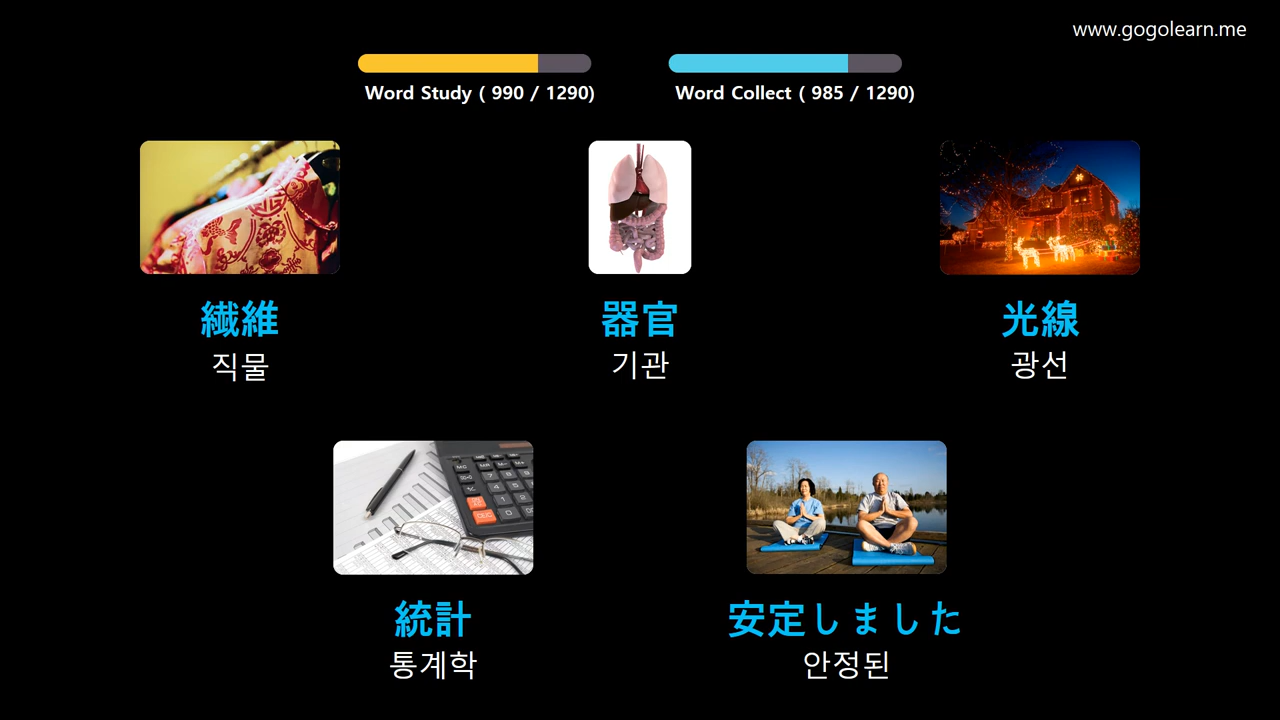 www.gogolearn.me
Word Study ( 990 / 1290)
Word Collect ( 985 / 1290)
繊維
직물
器官
기관
光線
광선
統計
통계학
安定しました
안정된